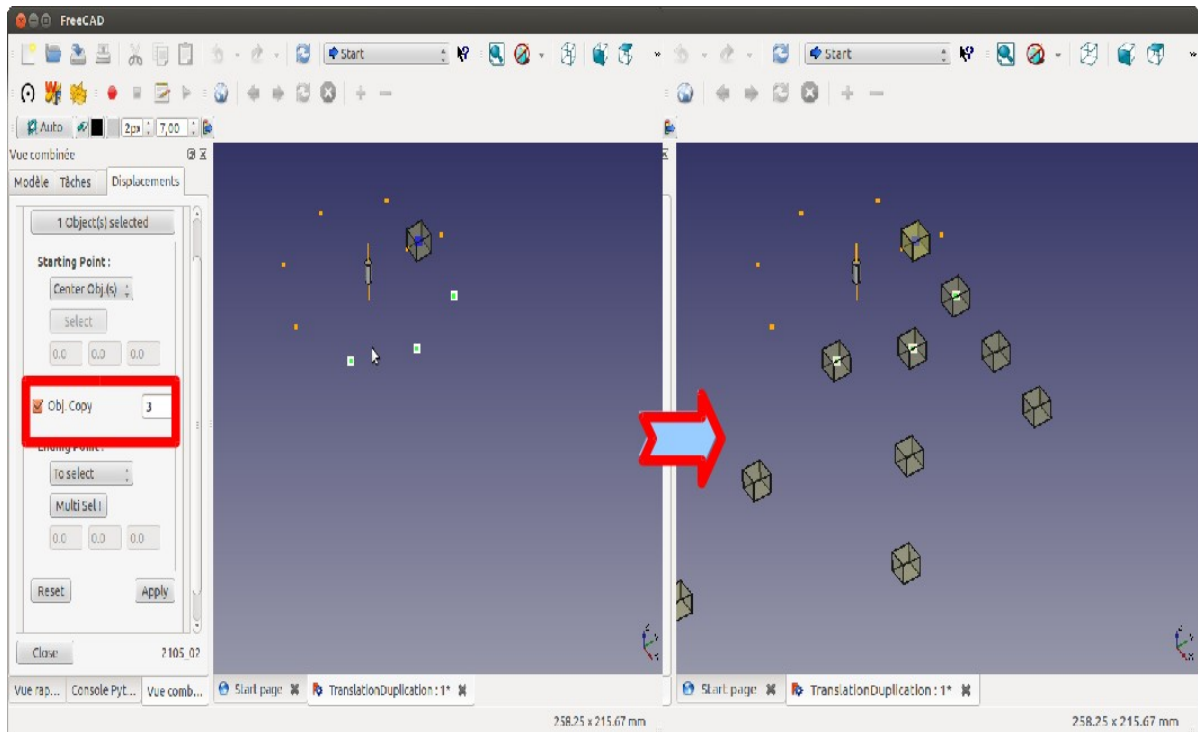 FreeCAD
Start
Start
Auto
2px
7,00
Vue combinée
Modèle Tâches Displacements
1 Object(s) selected
Starting Point :
Center Obj.(s)
Select
0.0 0.0 0.0
Obj. Copy 3
Ending Point :
To select
Multi Sel !
0.0 0.0 0.0
Reset Apply
Close 2105_02
Vue rap... Console Pyt... Vue comb...
Start page TranslationDuplication : 1*
Start page TranslationDuplication : 1*
258.25 x 215.67 mm
258.25 x 215.67 mm